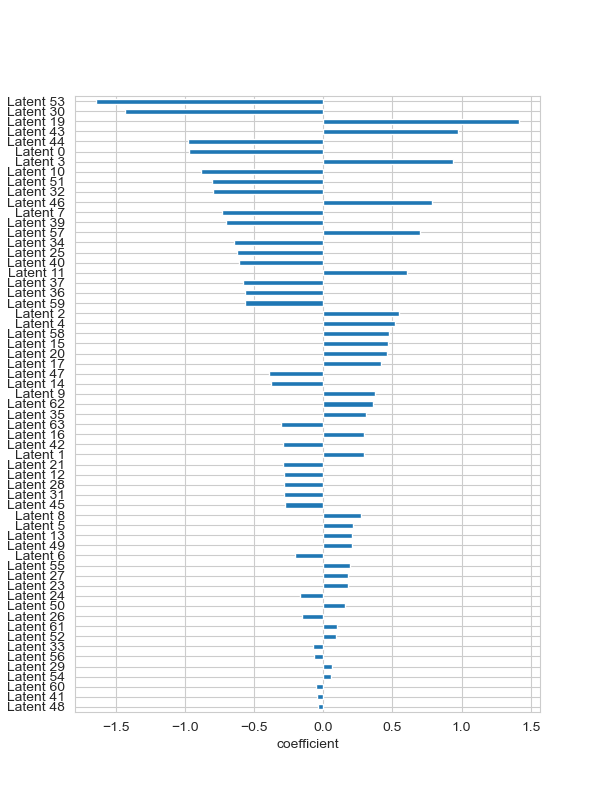 Latent 53
Latent 30
Latent 19
Latent 43
Latent 44
Latent 0
Latent 3
Latent 10
Latent 51
Latent 32
Latent 46
Latent 7
Latent 39
Latent 57
Latent 34
Latent 25
Latent 40
Latent 11
Latent 37
Latent 36
Latent 59
Latent 2
Latent 4
Latent 58
Latent 15
Latent 20
Latent 17
Latent 47
Latent 14
Latent 9
Latent 62
Latent 35
Latent 63
Latent 16
Latent 42
Latent 1
Latent 21
Latent 12
Latent 28
Latent 31
Latent 45
Latent 8
Latent 5
Latent 13
Latent 49
Latent 6
Latent 55
Latent 27
Latent 23
Latent 24
Latent 50
Latent 26
Latent 61
Latent 52
Latent 33
Latent 56
Latent 29
Latent 54
Latent 60
Latent 41
Latent 48
−1.5 −1.0 −0.5 0.0 0.5 1.0 1.5
coefficient